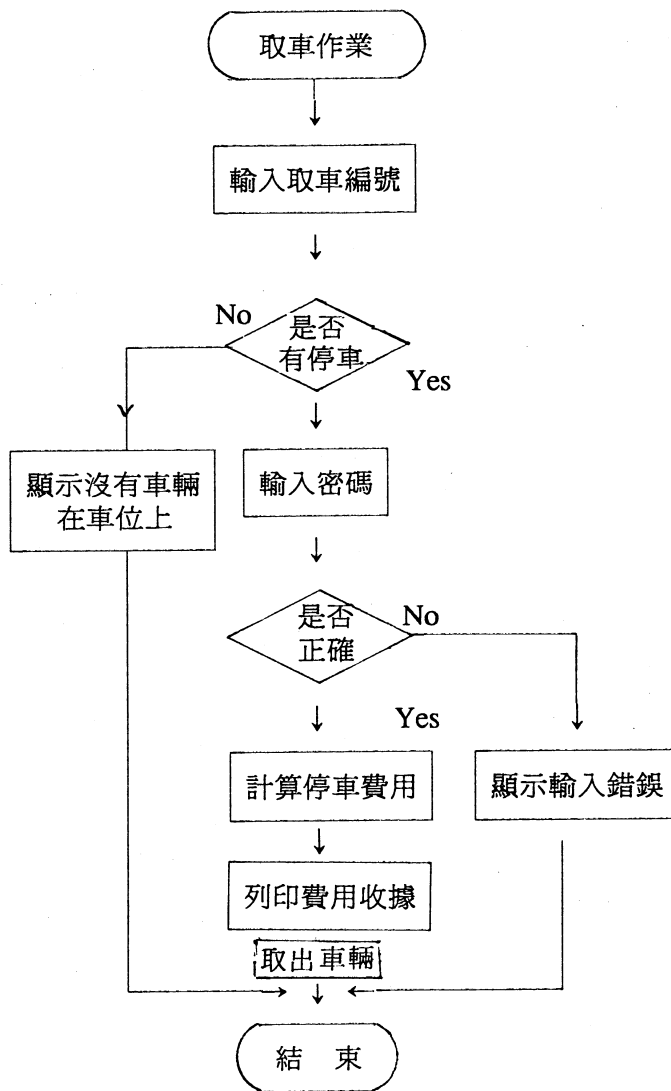 取車作業
輸入取車編號
No
是否
有停車
Yes
顯示沒有車輛
在車位上
輸入密碼
是否
正確
No
Yes
計算停車費用
顯示輸入錯誤
列印費用收據
取出車輛
結 束